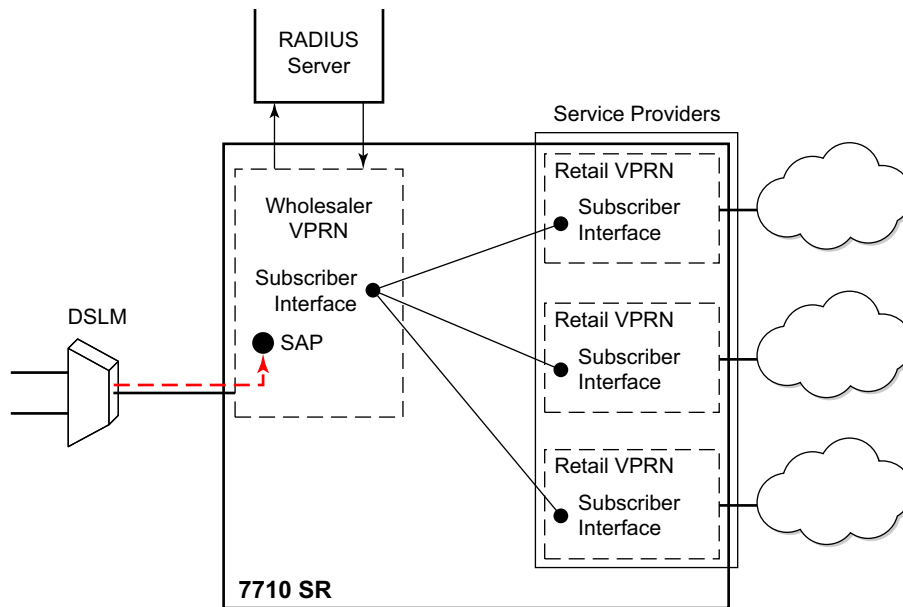 RADIUS
Server
Service Providers
Retail VPRN
Subscriber
Interface
Wholesaler
VPRN
Subscriber
Interface
DSLM
SAP
Retail VPRN
Subscriber
Interface
Retail VPRN
Subscriber
Interface
7710 SR